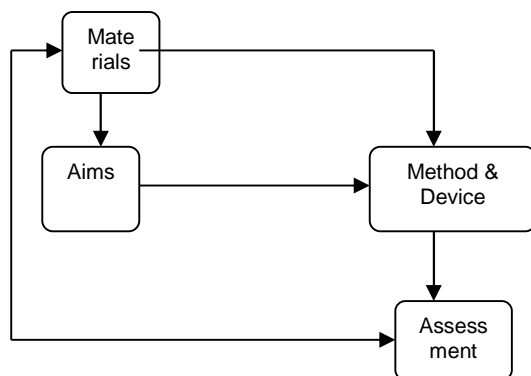 Mate
rials
Aims
Method &
Device
Assess
ment